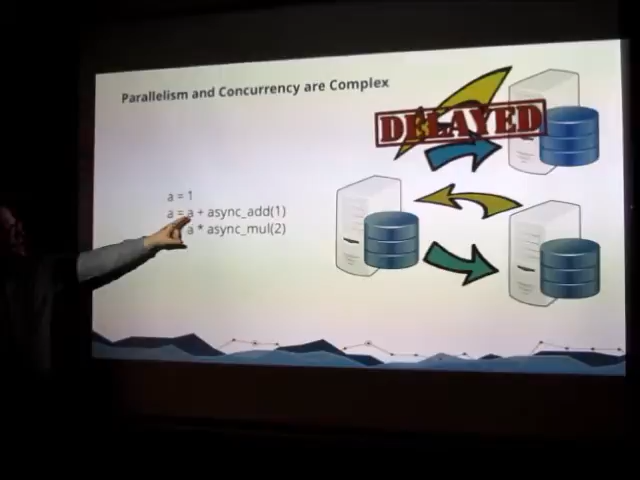 Parallelism and Concurrency are Complex
DELAYED
a = 1
a = a + async_add(1)
a * async_mul(2)